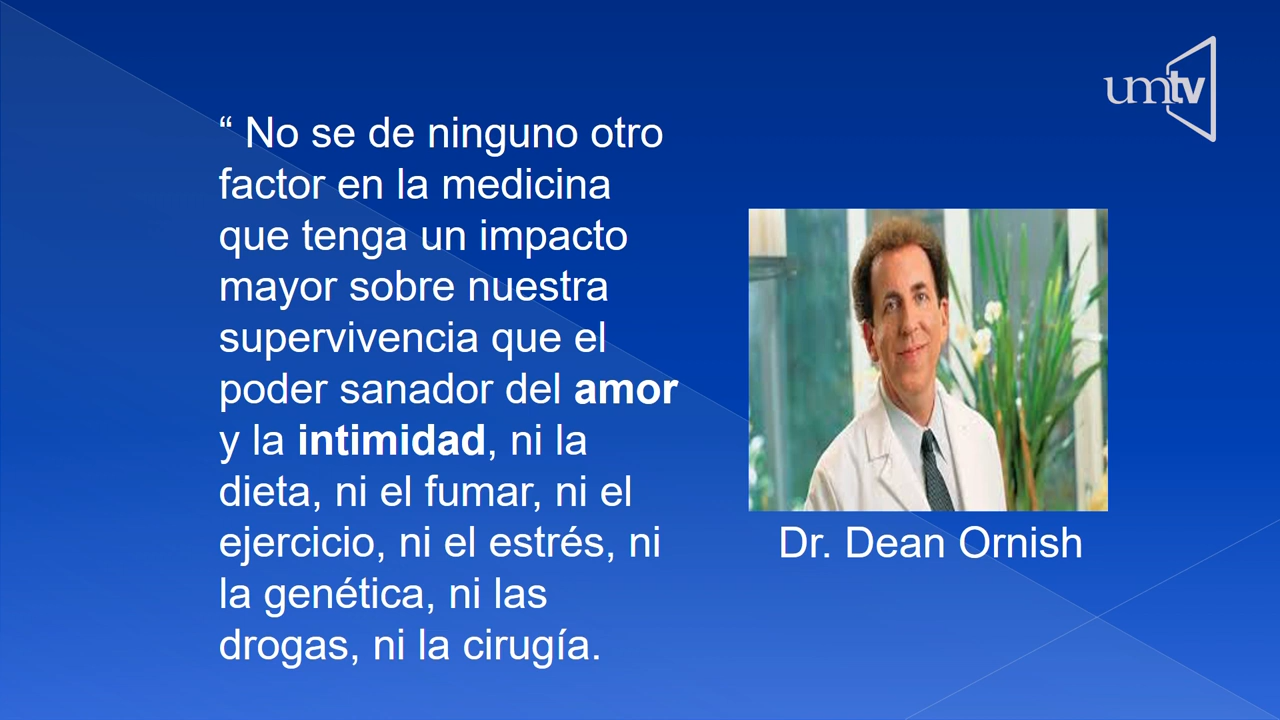 umtv
“ No se de ninguno otro
factor en la medicina
que tenga un impacto
mayor sobre nuestra
supervivencia que el
poder sanador del amor
y la intimidad, ni la
dieta, ni el fumar, ni el
ejercicio, ni el estrés, ni
la genética, ni las
drogas, ni la cirugía.
Dr. Dean Ornish